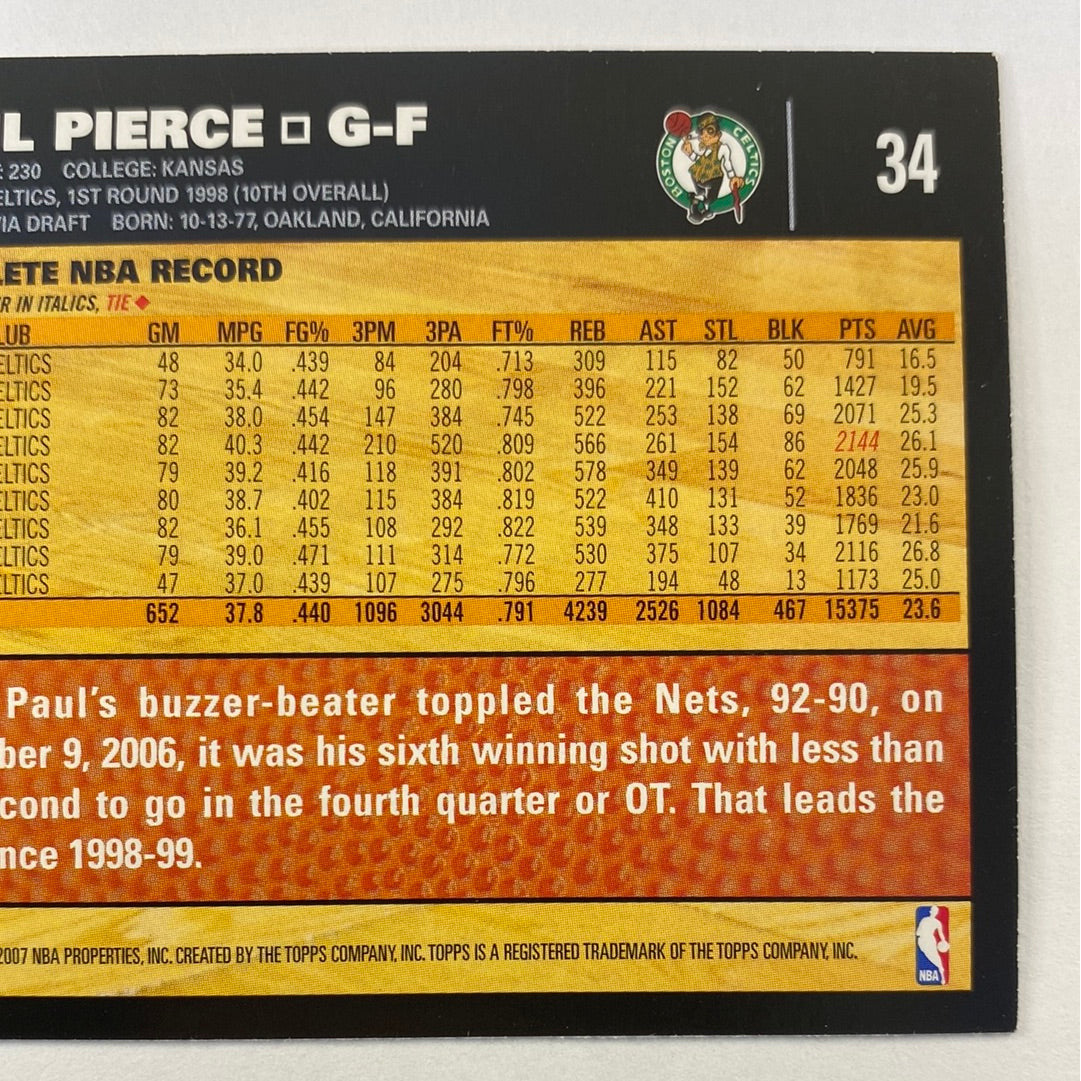 L PIERCE □ G-F
34
: 230 COLLEGE: KANSAS
ELTICS, 1ST ROUND 1998 (10TH OVERALL)
IA DRAFT BORN: 10-13-77, OAKLAND, CALIFORNIA
BOSTON CELTICS
LETE NBA RECORD
R IN ITALICS, TIE ◆
LUB GM MPG FG% 3PM 3PA FT% REB AST STL BLK PTS AVG
ELTICS 48 34.0 .439 84 204 .713 309 115 82 50 791 16.5
ELTICS 73 35.4 .442 96 280 .798 396 221 152 62 1427 19.5
ELTICS 82 38.0 .454 147 384 .745 522 253 138 69 2071 25.3
ELTICS 82 40.3 .442 210 520 .809 566 261 154 86 2144 26.1
ELTICS 79 39.2 .416 118 391 .802 578 349 139 62 2048 25.9
ELTICS 80 38.7 .402 115 384 .819 522 410 131 52 1836 23.0
ELTICS 82 36.1 .455 108 292 .822 539 348 133 39 1769 21.6
ELTICS 79 39.0 .471 111 314 .772 530 375 107 34 2116 26.8
ELTICS 47 37.0 .439 107 275 .796 277 194 48 13 1173 25.0
652 37.8 .440 1096 3044 .791 4239 2526 1084 467 15375 23.6
Paul's buzzer-beater toppled the Nets, 92-90, on
ber 9, 2006, it was his sixth winning shot with less than
cond to go in the fourth quarter or OT. That leads the
nce 1998-99.
2007 NBA PROPERTIES, INC. CREATED BY THE TOPPS COMPANY, INC. TOPPS IS A REGISTERED TRADEMARK OF THE TOPPS COMPANY, INC.
NBA